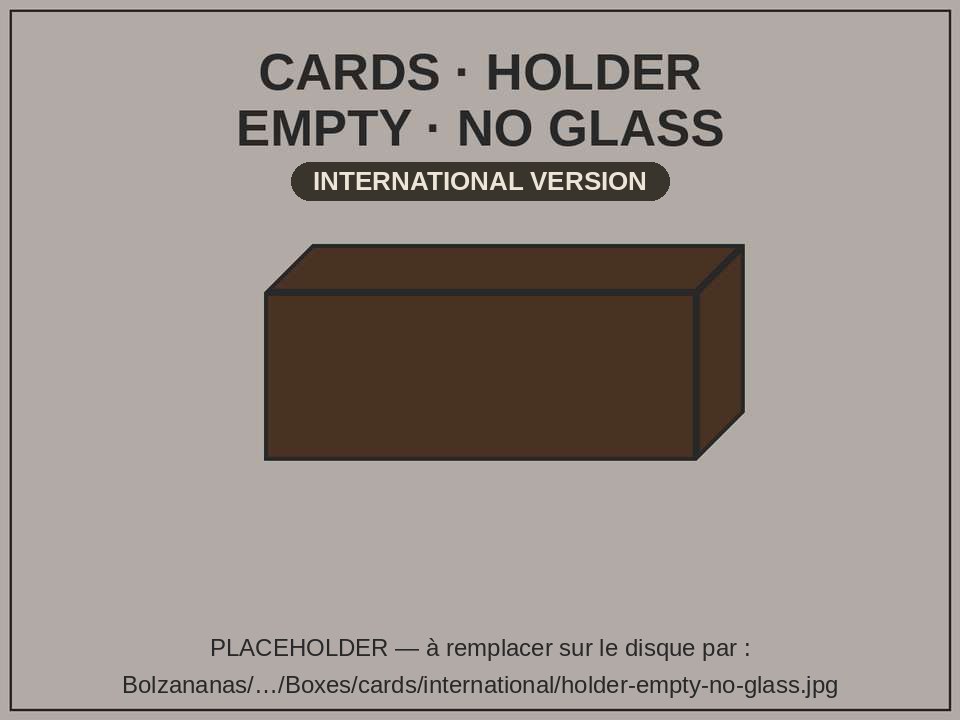 CARDS · HOLDER
EMPTY · NO GLASS
INTERNATIONAL VERSION
PLACEHOLDER — à remplacer sur le disque par :
Bolzananas/…/Boxes/cards/international/holder-empty-no-glass.jpg